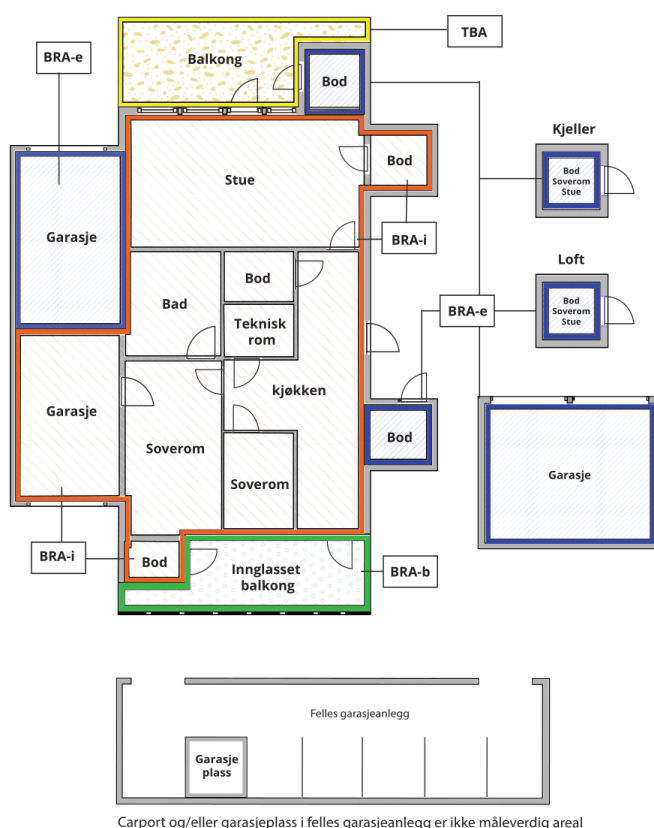 TBA
BRA-e
Balkong
Bod
Kjeller
Bod
Stue
Bod
Soverom
Stue
Garasje
BRA-i
Loft
Bod
Bad
Bod
Soverom
Stue
BRA-e
Teknisk
rom
kjøkken
Garasje
Bod
Soverom
Garasje
Soverom
BRA-i
Bod
Innglasset
balkong
BRA-b
Felles garasjeanlegg
Garasje
plass
Carport og/eller garasjeplass i felles garasjeanlegg er ikke måleverdig areal